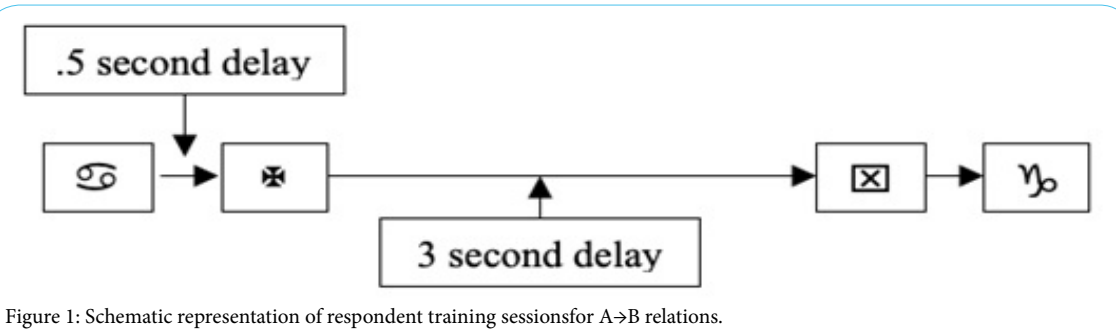 .5 second delay
♋ ✠ ☒ ♑
3 second delay
Figure 1: Schematic representation of respondent training sessionsfor A→B relations.